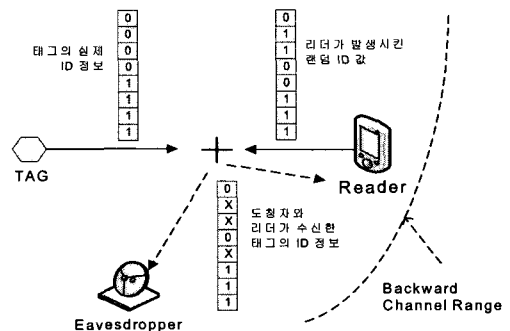 0
0
0
0
1
1
1
1
태그의 실제
ID 정보
0
1
1
0
0
1
1
1
리더가 발생시킨
랜덤 ID 값
TAG
Reader
0
X
X
0
X
1
1
1
도청자와
리더가 수신한
태그의 ID 정보
Eavesdropper
Backward
Channel Range